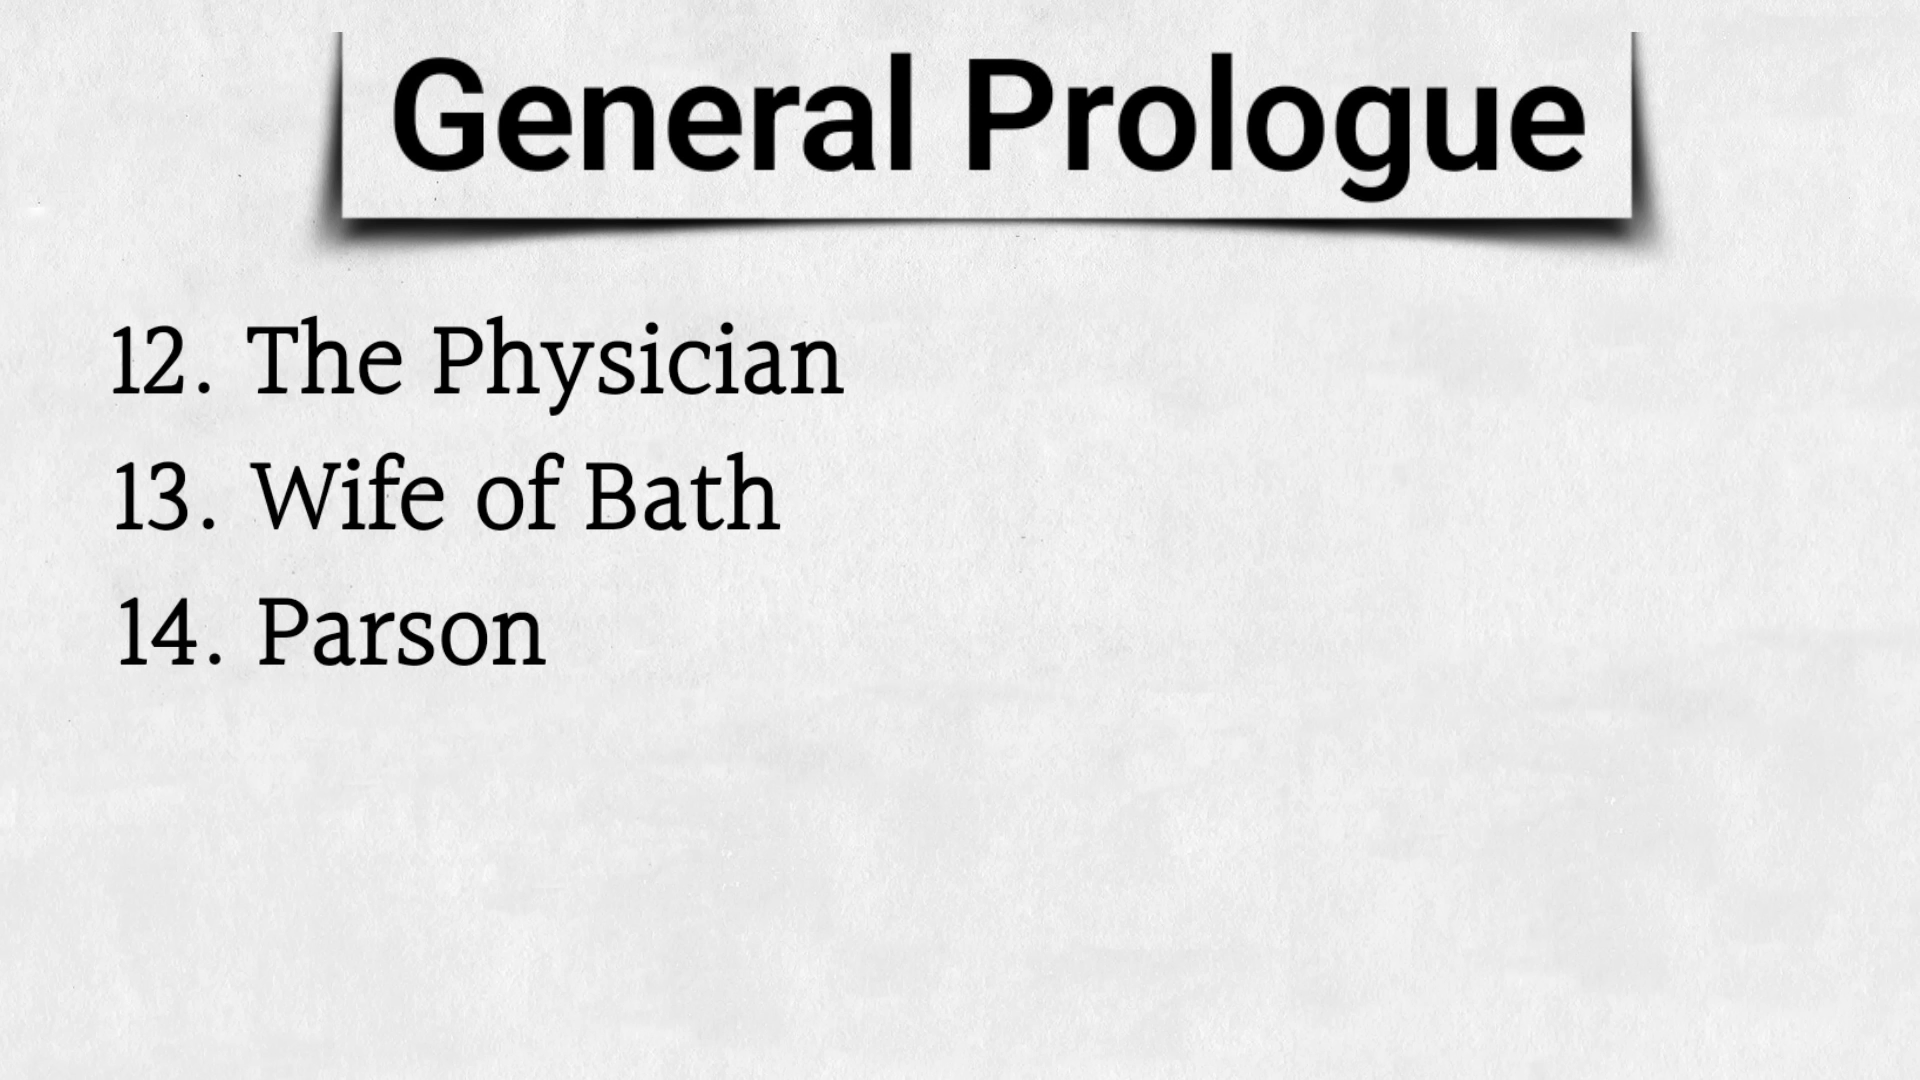 General Prologue
12. The Physician
13. Wife of Bath
14. Parson